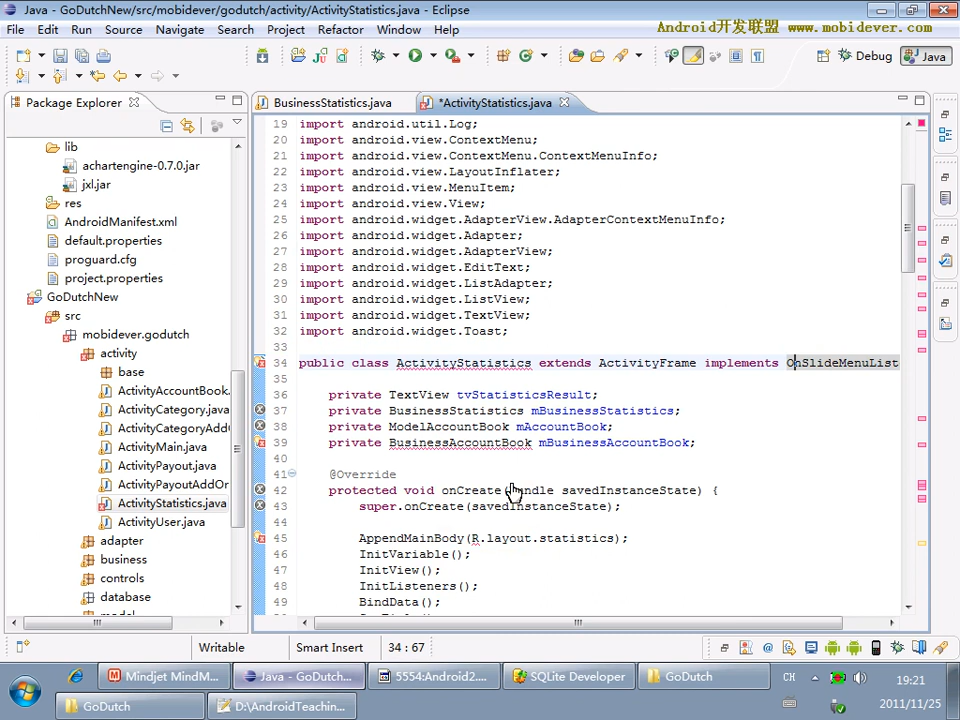 Java - GoDutchNew/src/mobidever/godutch/activity/ActivityStatistics.java - Eclipse
File Edit Source Navigate Search Project Refactor Window Help
Android开发联盟 www.mobidever.com
Debug Java
Package Explorer
BusinessStatistics.java
*ActivityStatistics.java
lib
achartengine-0.7.0.jar
jxl.jar
res
AndroidManifest.xml
default.properties
proguard.cfg
project.properties
GoDutchNew
src
mobidever.godutch
activity
base
ActivityAccountBook.
ActivityCategory.java
ActivityCategoryAdd
ActivityMain.java
ActivityPayout.java
ActivityPayoutAddOr
ActivityStatistics.java
ActivityUser.java
adapter
business
controls
database
19 import android.util.Log;
20 import android.view.ContextMenu;
21 import android.view.ContextMenu.ContextMenuInfo;
22 import android.view.LayoutInflater;
23 import android.view.MenuItem;
24 import android.view.View;
25 import android.widget.AdapterView.AdapterContextMenuInfo;
26 import android.widget.Adapter;
27 import android.widget.AdapterView;
28 import android.widget.EditText;
29 import android.widget.ListAdapter;
30 import android.widget.ListView;
31 import android.widget.TextView;
32 import android.widget.Toast;
33
34 public class ActivityStatistics extends ActivityFrame implements OnSlideMenuList
36 private TextView tvStatisticsResult;
37 private BusinessStatistics mBusinessStatistics;
38 private ModelAccountBook mAccountBook;
39 private BusinessAccountBook mBusinessAccountBook;
40
41 @Override
42 protected void onCreate(Bundle savedInstanceState) {
43 super.onCreate(savedInstanceState);
44
45 AppendMainBody(R.layout.statistics);
46 InitVariable();
47 InitView();
48 InitListeners();
49 BindData();
Writable Smart Insert 34 : 67
Mindjet MindM... Java - GoDutch... 5554:Android2.... SQLite Developer GoDutch CH 19:21
GoDutch D:\AndroidTeachin... 2011/11/25